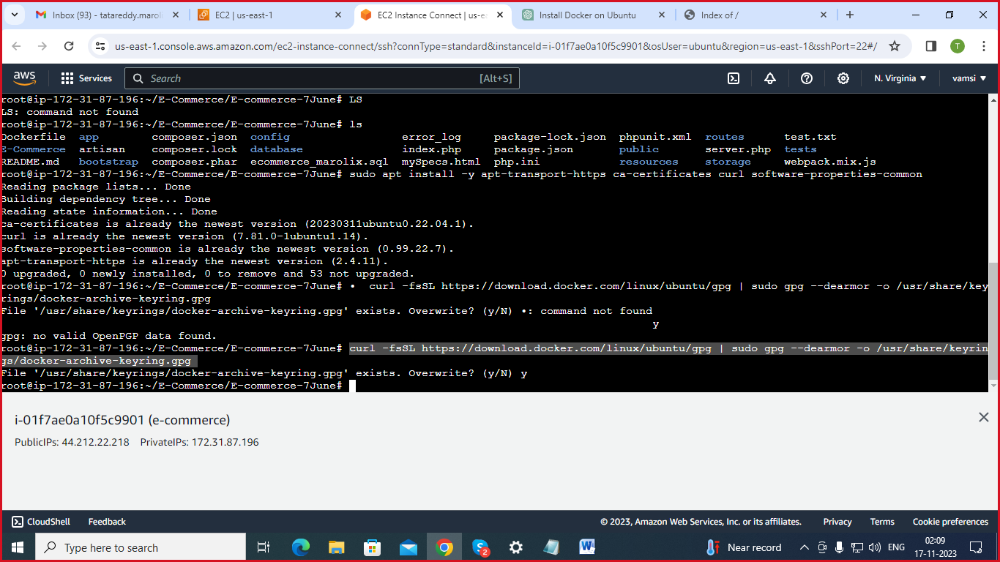 Inbox (93) - tatareddy.maroli
EC2 | us-east-1
EC2 Instance Connect | us-ea
Install Docker on Ubuntu
Index of /
us-east-1.console.aws.amazon.com/ec2-instance-connect/ssh?connType=standard&instanceId=i-01f7ae0a10f5c9901&osUser=ubuntu&region=us-east-1&sshPort=22#/
T
aws
Services
Search
[Alt+S]
N. Virginia
vamsi
root@ip-172-31-87-196:~/E-Commerce/E-commerce-7June# LS
LS: command not found
root@ip-172-31-87-196:~/E-Commerce/E-commerce-7June# ls
Dockerfile app composer.json config error_log package-lock.json phpunit.xml routes test.txt
E-Commerce artisan composer.lock database index.php package.json public server.php tests
README.md bootstrap composer.phar ecommerce_marolix.sql mySpecs.html php.ini resources storage webpack.mix.js
root@ip-172-31-87-196:~/E-Commerce/E-commerce-7June# sudo apt install -y apt-transport-https ca-certificates curl software-properties-common
Reading package lists... Done
Building dependency tree... Done
Reading state information... Done
ca-certificates is already the newest version (20230311ubuntu0.22.04.1).
curl is already the newest version (7.81.0-1ubuntu1.14).
software-properties-common is already the newest version (0.99.22.7).
apt-transport-https is already the newest version (2.4.11).
0 upgraded, 0 newly installed, 0 to remove and 53 not upgraded.
root@ip-172-31-87-196:~/E-Commerce/E-commerce-7June# • curl -fsSL https://download.docker.com/linux/ubuntu/gpg | sudo gpg --dearmor -o /usr/share/key
rings/docker-archive-keyring.gpg
File '/usr/share/keyrings/docker-archive-keyring.gpg' exists. Overwrite? (y/N) •: command not found
y
gpg: no valid OpenPGP data found.
root@ip-172-31-87-196:~/E-Commerce/E-commerce-7June# curl -fsSL https://download.docker.com/linux/ubuntu/gpg | sudo gpg --dearmor -o /usr/share/keyrin
gs/docker-archive-keyring.gpg
File '/usr/share/keyrings/docker-archive-keyring.gpg' exists. Overwrite? (y/N) y
root@ip-172-31-87-196:~/E-Commerce/E-commerce-7June#
i-01f7ae0a10f5c9901 (e-commerce)
PublicIPs: 44.212.22.218 PrivateIPs: 172.31.87.196
CloudShell
Feedback
© 2023, Amazon Web Services, Inc. or its affiliates.
Privacy
Terms
Cookie preferences
Type here to search
2
Near record
ENG
02:09
17-11-2023